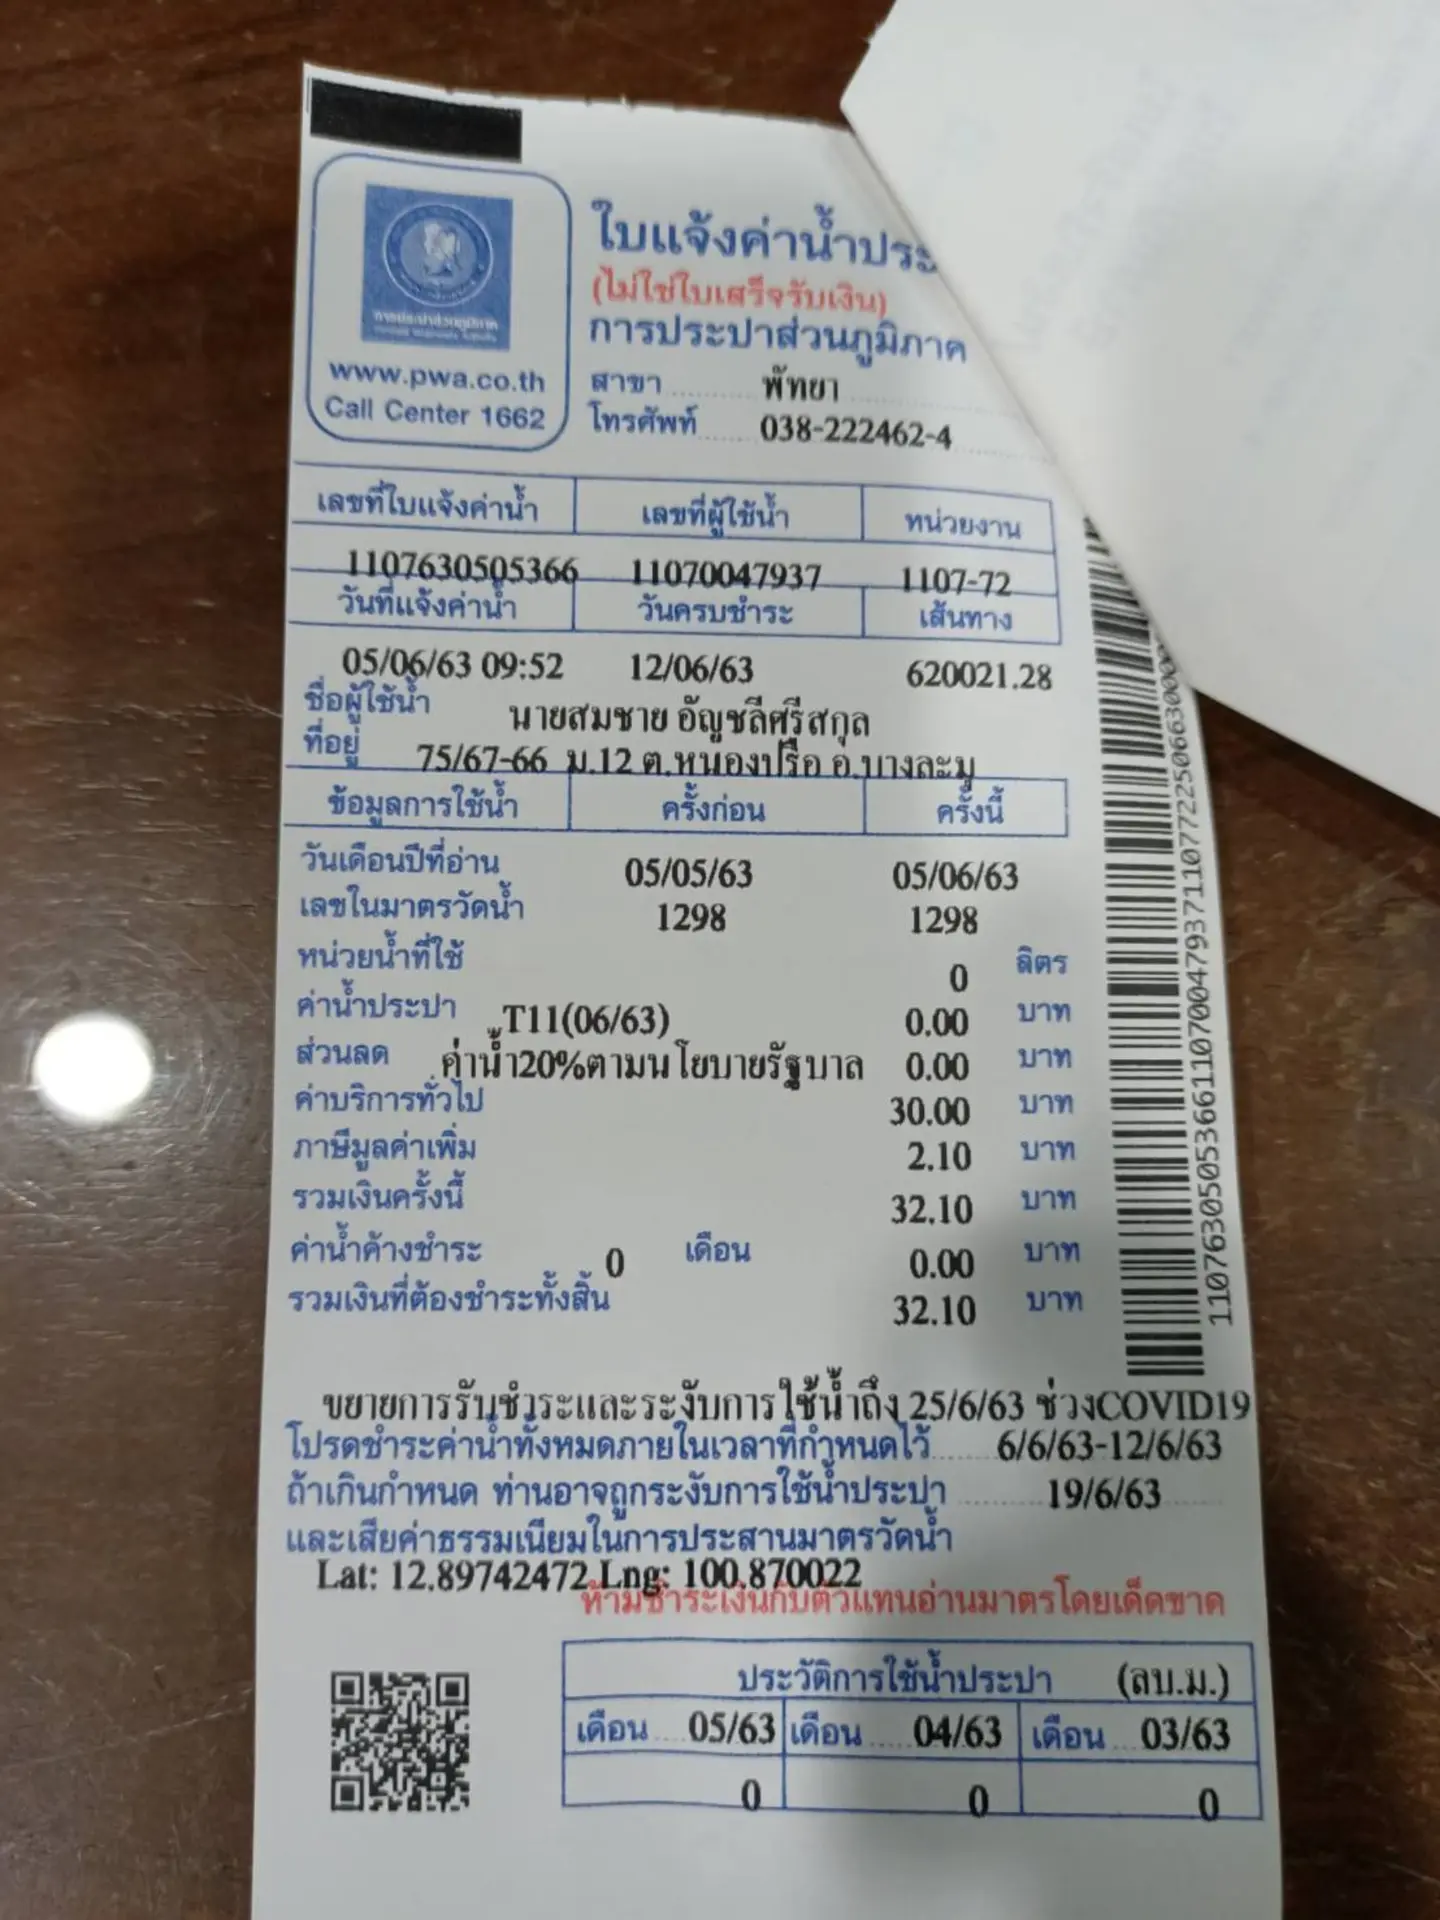 การประปาส่วนภูมิภาค
www.pwa.co.th
Call Center 1662
ใบแจ้งค่าน้ำประ
(ไม่ใช่ใบเสร็จรับเงิน)
การประปาส่วนภูมิภาค
สาขา พัทยา
โทรศัพท์ 038-222462-4
เลขที่ใบแจ้งค่าน้ำ เลขที่ผู้ใช้น้ำ หน่วยงาน
1107630505366 11070047937 1107-72
วันที่แจ้งค่าน้ำ วันครบชำระ เส้นทาง
05/06/63 09:52 12/06/63 620021.28
ชื่อผู้ใช้น้ำ นายสมชาย อัญชลีศรีสกุล
ที่อยู่ 75/67-66 ม.12 ต.หนองปรือ อ.บางละมุ
ข้อมูลการใช้น้ำ ครั้งก่อน ครั้งนี้
วันเดือนปีที่อ่าน 05/05/63 05/06/63
เลขในมาตรวัดน้ำ 1298 1298
หน่วยน้ำที่ใช้ 0 ลิตร
ค่าน้ำประปา T11(06/63) 0.00 บาท
ส่วนลด ค่าน้ำ20%ตามนโยบายรัฐบาล 0.00 บาท
ค่าบริการทั่วไป 30.00 บาท
ภาษีมูลค่าเพิ่ม 2.10 บาท
รวมเงินครั้งนี้ 32.10 บาท
ค่าน้ำค้างชำระ 0 เดือน 0.00 บาท
รวมเงินที่ต้องชำระทั้งสิ้น 32.10 บาท
ขยายการรับชำระและระงับการใช้น้ำถึง 25/6/63 ช่วงCOVID19
โปรดชำระค่าน้ำทั้งหมดภายในเวลาที่กำหนดไว้ 6/6/63-12/6/63
ถ้าเกินกำหนด ท่านอาจถูกระงับการใช้น้ำประปา 19/6/63
และเสียค่าธรรมเนียมในการประสานมาตรวัดน้ำ
Lat: 12.89742472 Lng: 100.870022
ห้ามชำระเงินกับตัวแทนอ่านมาตรโดยเด็ดขาด
ประวัติการใช้น้ำประปา (ลบ.ม.)
เดือน 05/63 เดือน 04/63 เดือน 03/63
0 0 0